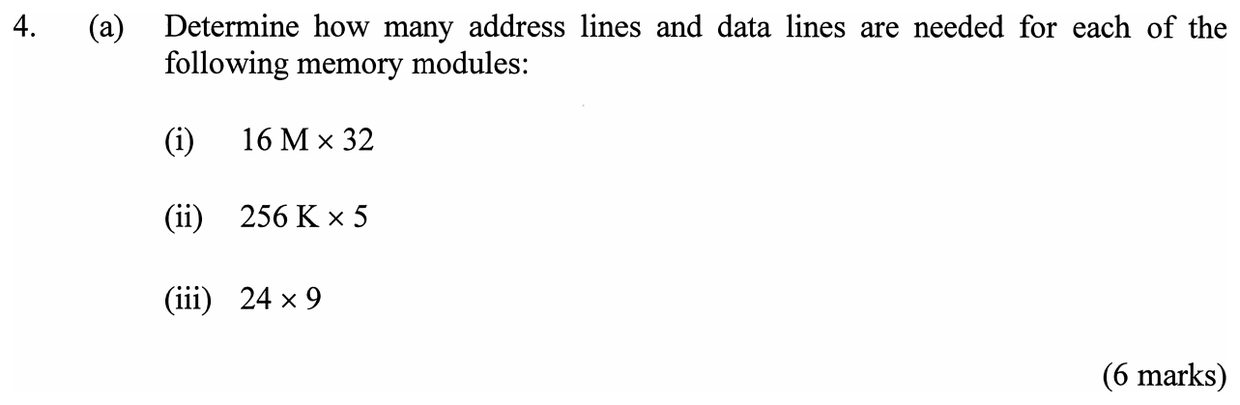 4. (a) Determine how many address lines and data lines are needed for each of the
following memory modules:
(i) 16 M × 32
(ii) 256 K × 5
(iii) 24 × 9
(6 marks)